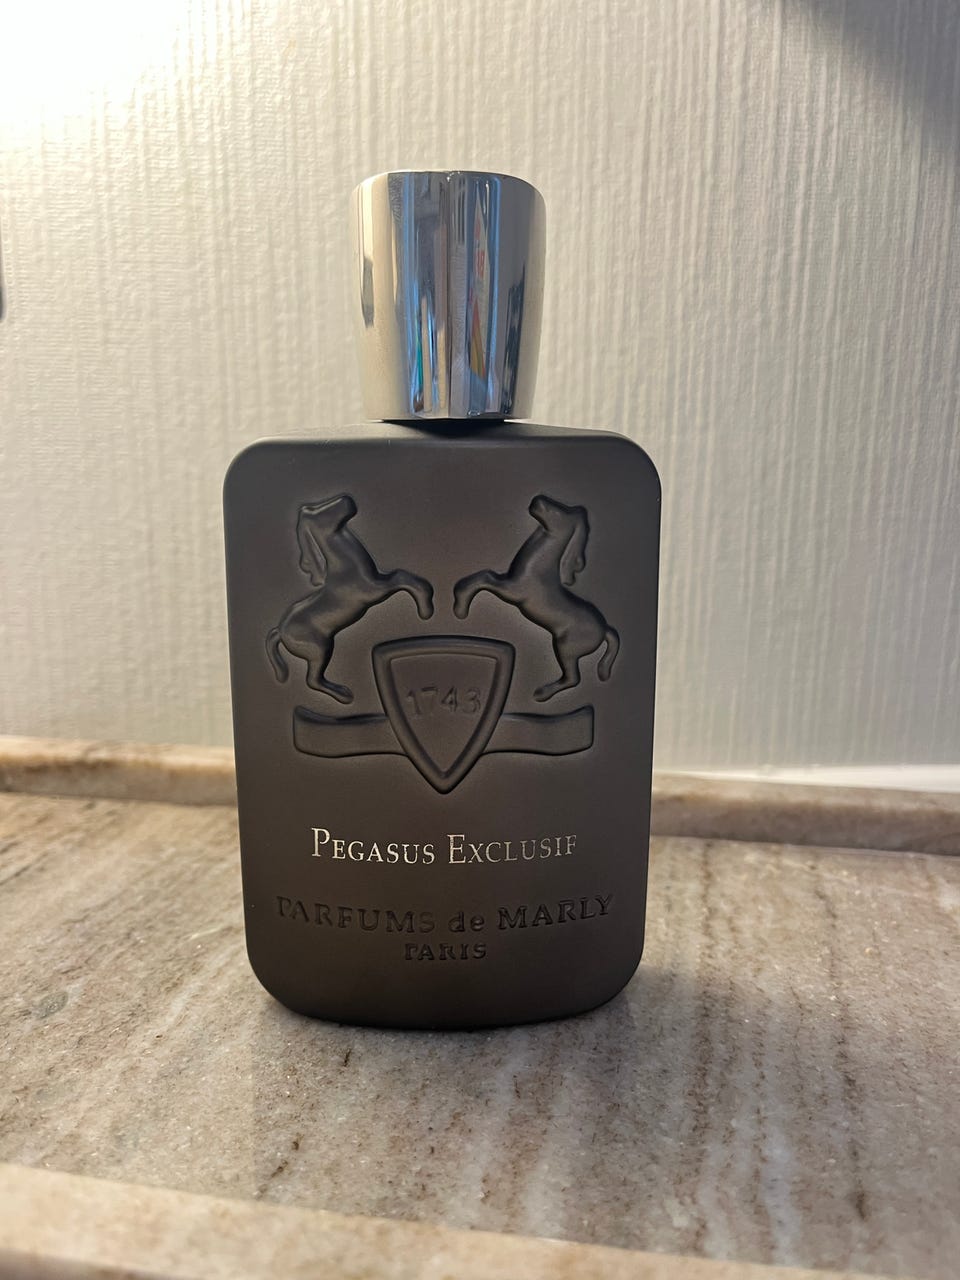 1743
PEGASUS EXCLUSIF
PARFUMS de MARLY
PARIS